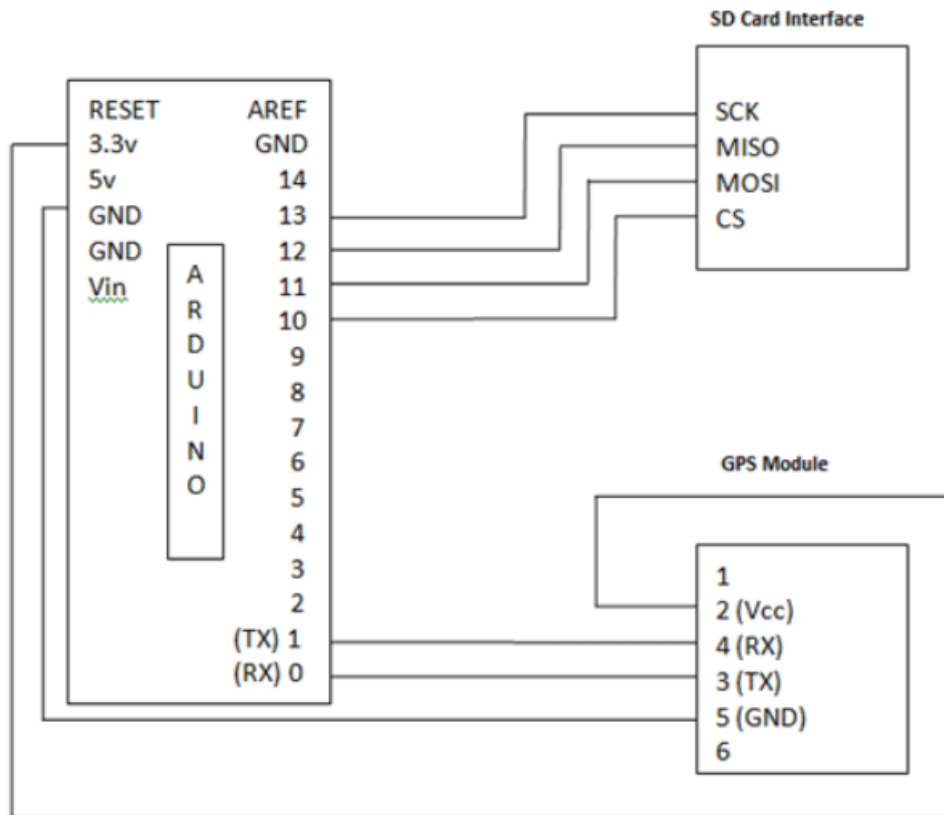 SD Card Interface
RESET AREF
3.3v GND
5v 14
GND 13
GND 12
Vin 11
10
9
8
7
6
5
4
3
2
(TX) 1
(RX) 0
A
R
D
U
I
N
O
SCK
MISO
MOSI
CS
GPS Module
1
2 (Vcc)
4 (RX)
3 (TX)
5 (GND)
6